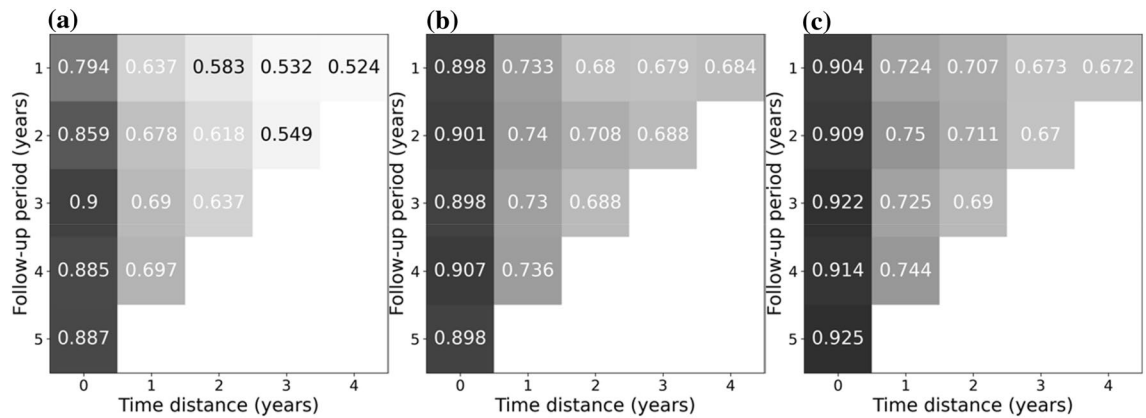 (a)
Follow-up period (years)
1 0.794 0.637 0.583 0.532 0.524
2 0.859 0.678 0.618 0.549
3 0.9 0.69 0.637
4 0.885 0.697
5 0.887
0 1 2 3 4
Time distance (years)
(b)
Follow-up period (years)
1 0.898 0.733 0.68 0.679 0.684
2 0.901 0.74 0.708 0.688
3 0.898 0.73 0.688
4 0.907 0.736
5 0.898
0 1 2 3 4
Time distance (years)
(c)
Follow-up period (years)
1 0.904 0.724 0.707 0.673 0.672
2 0.909 0.75 0.711 0.67
3 0.922 0.725 0.69
4 0.914 0.744
5 0.925
0 1 2 3 4
Time distance (years)